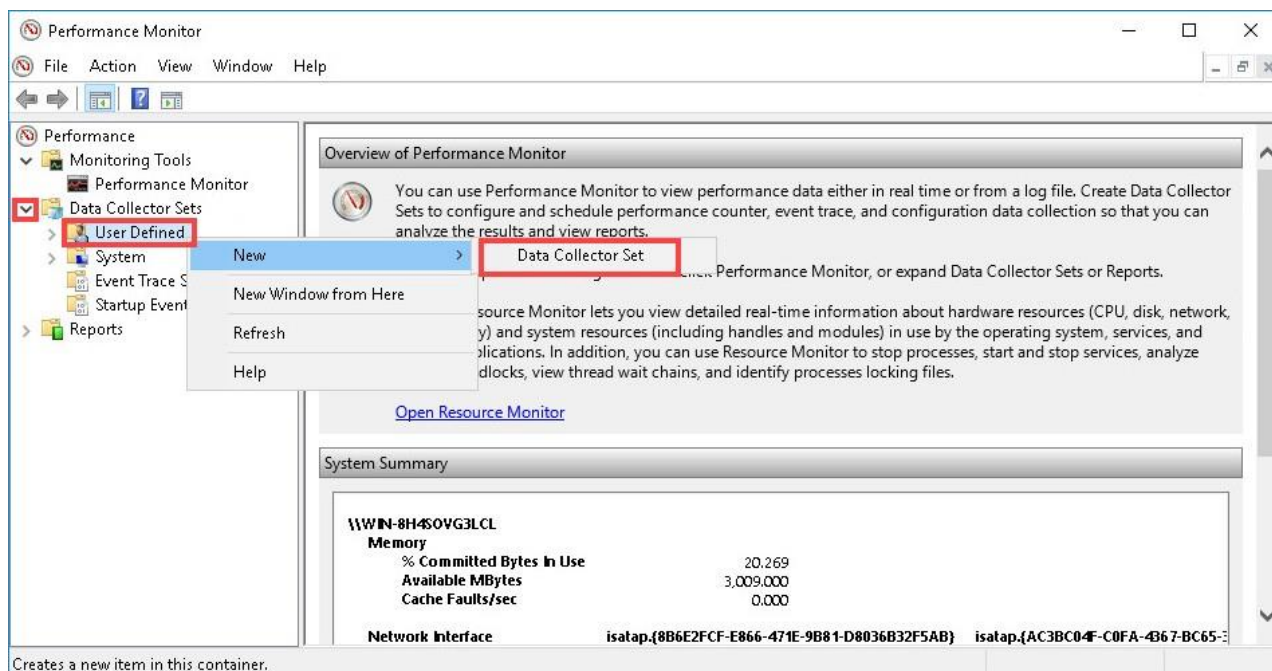 Performance Monitor
File Action View Window Help
Performance
Monitoring Tools
Performance Monitor
Data Collector Sets
User Defined
System
Event Trace S
Startup Event
Reports
New
New Window from Here
Refresh
Help
Data Collector Set
Overview of Performance Monitor
You can use Performance Monitor to view performance data either in real time or from a log file. Create Data Collector
Sets to configure and schedule performance counter, event trace, and configuration data collection so that you can
analyze the results and view reports.
Performance Monitor, or expand Data Collector Sets or Reports.
source Monitor lets you view detailed real-time information about hardware resources (CPU, disk, network,
y) and system resources (including handles and modules) in use by the operating system, services, and
plications. In addition, you can use Resource Monitor to stop processes, start and stop services, analyze
dlocks, view thread wait chains, and identify processes locking files.
Open Resource Monitor
System Summary
\\WIN-8H4SOVG3LCL
Memory
% Committed Bytes In Use 20.269
Available MBytes 3,009.000
Cache Faults/sec 0.000
Network Interface isatap.{8B6E2FCF-E866-471E-9B81-D8036B32F5AB} isatap.{AC3BC04F-C0FA-4367-BC65-
Creates a new item in this container.